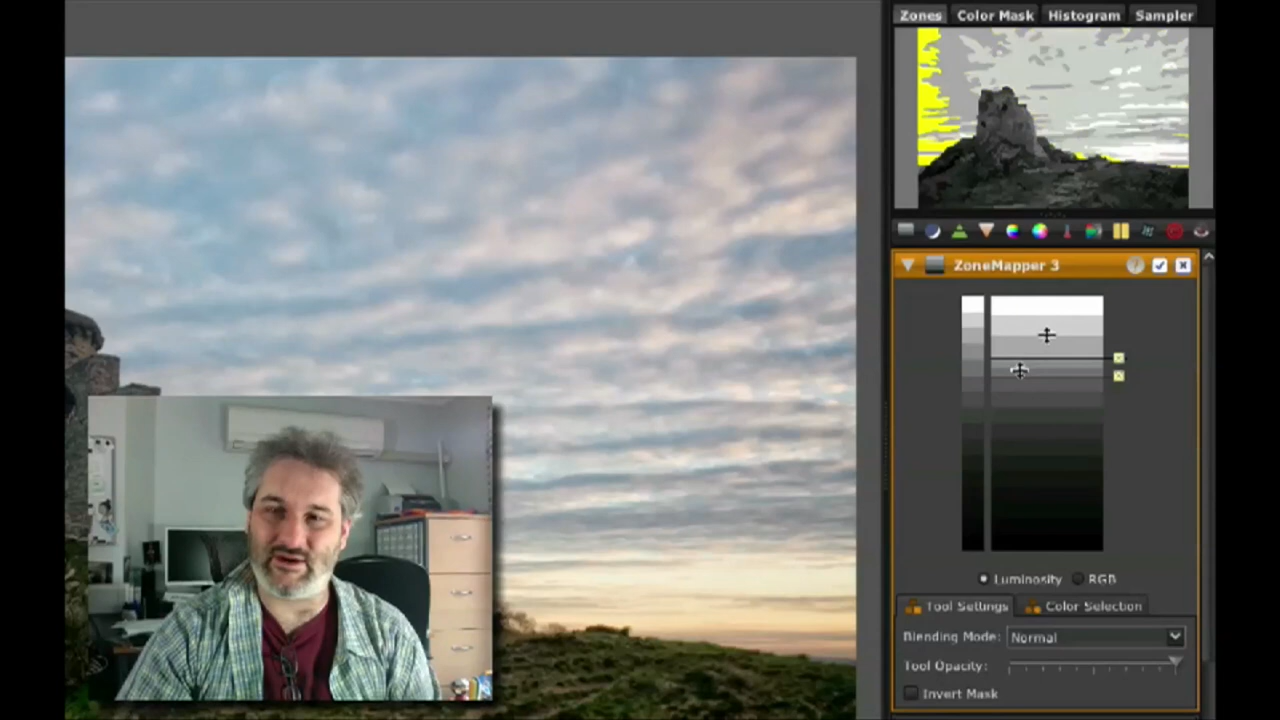 Zones Color Mask Histogram Sampler
ZoneMapper 3
Luminosity RGB
Tool Settings Color Selection
Blending Mode: Normal
Tool Opacity:
Invert Mask